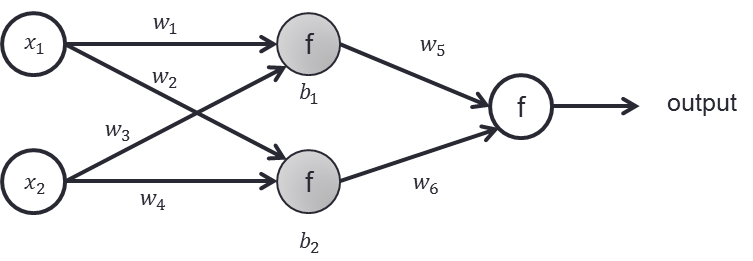 x₁
w₁
f
w₅
w₂
b₁
f
output
w₃
x₂
f
w₄
w₆
b₂